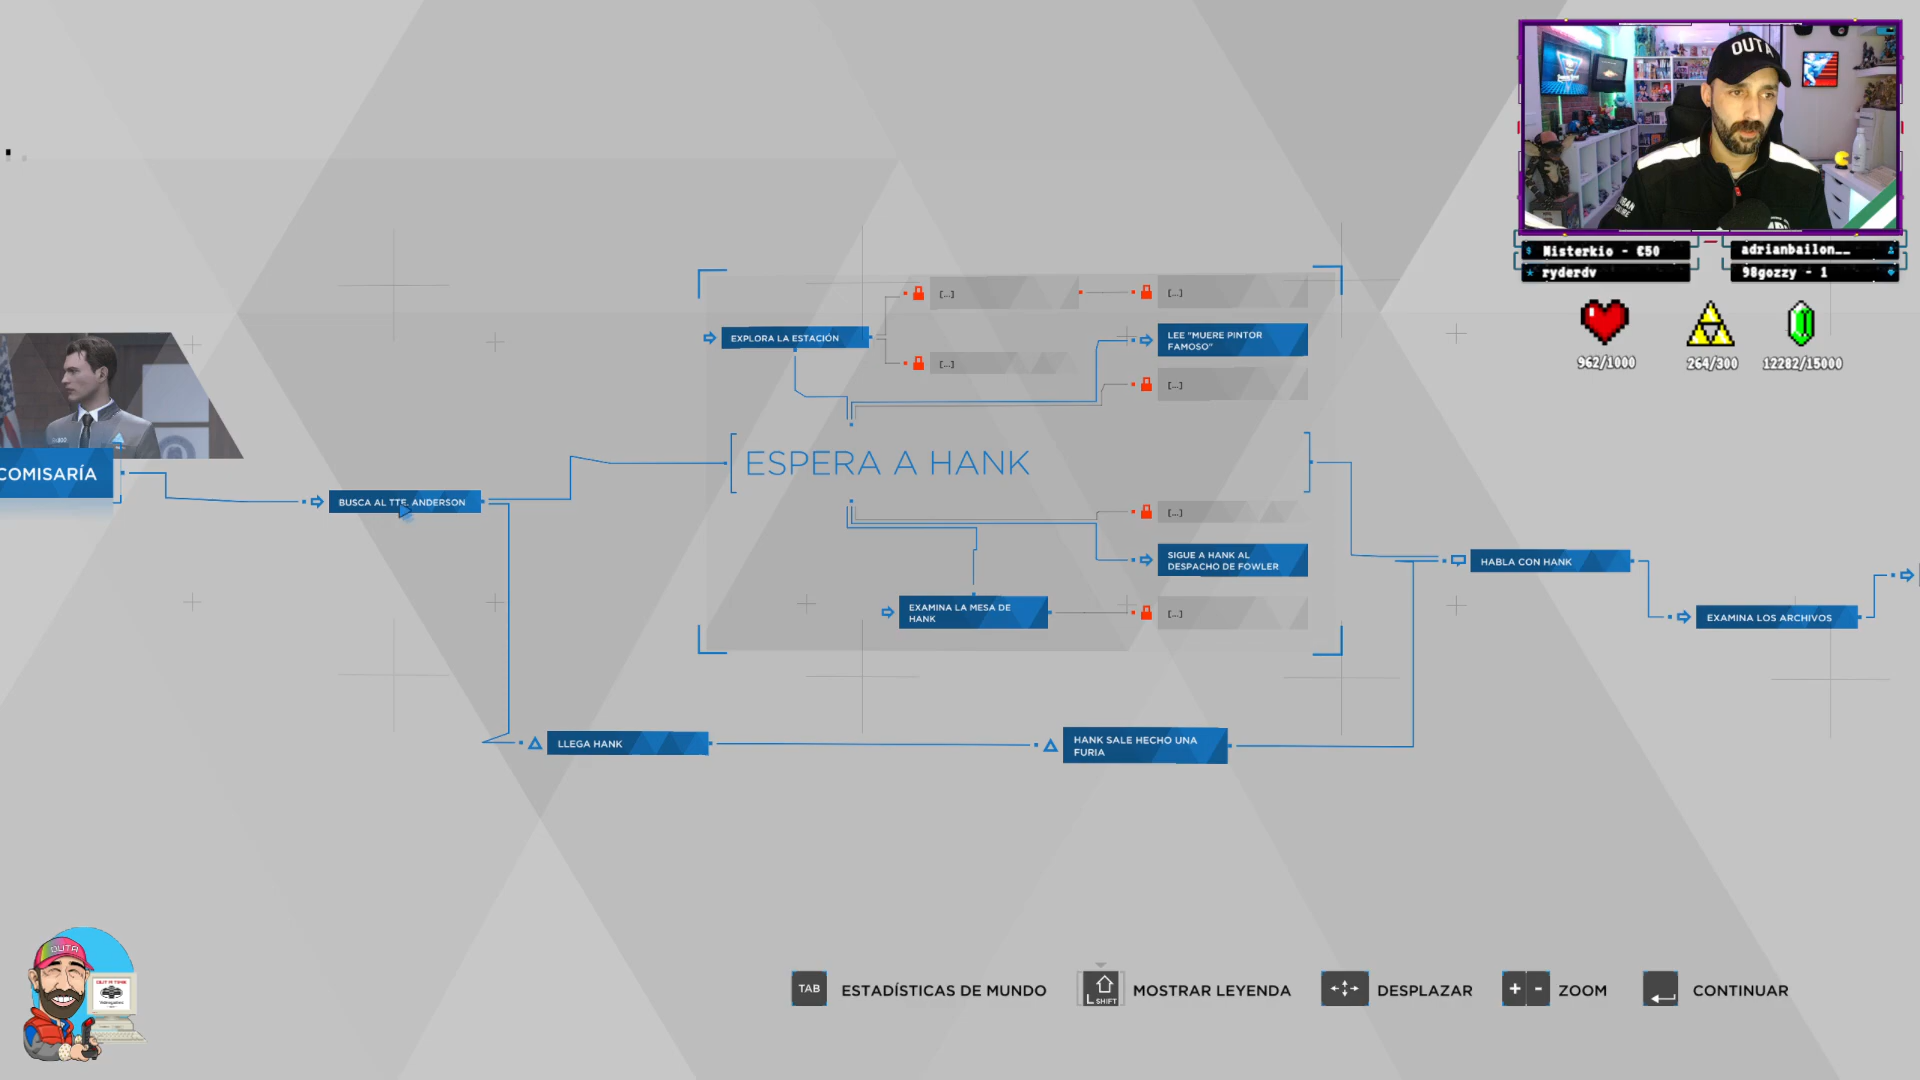 OUTA
Misterkio - €50
adrianbailon__
ryderdv
98gozzy - 1
962/1000
264/300
12282/15000
[...]
[...]
EXPLORA LA ESTACIÓN
LEE "MUERE PINTOR
FAMOSO"
[...]
[...]
COMISARÍA
ESPERA A HANK
BUSCA AL TTE. ANDERSON
[...]
SIGUE A HANK AL
DESPACHO DE FOWLER
HABLA CON HANK
EXAMINA LA MESA DE
HANK
[...]
EXAMINA LOS ARCHIVOS
LLEGA HANK
HANK SALE HECHO UNA
FURIA
OUTA
TAB
ESTADÍSTICAS DE MUNDO
L SHIFT
MOSTRAR LEYENDA
DESPLAZAR
+ -
ZOOM
CONTINUAR